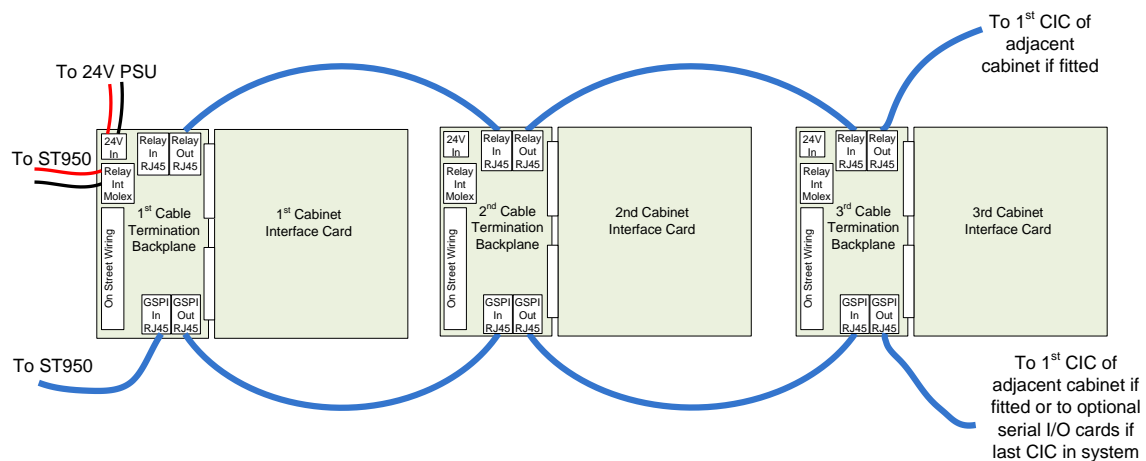 To 24V PSU
To ST950
24V
In
Relay
In
RJ45
Relay
Out
RJ45
Relay
Int
Molex
1st Cable
Termination
Backplane
On Street Wiring
GSPI
In
RJ45
GSPI
Out
RJ45
1st Cabinet
Interface Card
To ST950
24V
In
Relay
In
RJ45
Relay
Out
RJ45
Relay
Int
Molex
2nd Cable
Termination
Backplane
On Street Wiring
GSPI
In
RJ45
GSPI
Out
RJ45
2nd Cabinet
Interface Card
To 1st CIC of
adjacent
cabinet if fitted
24V
In
Relay
In
RJ45
Relay
Out
RJ45
Relay
Int
Molex
3rd Cable
Termination
Backplane
On Street Wiring
GSPI
In
RJ45
GSPI
Out
RJ45
3rd Cabinet
Interface Card
To 1st CIC of
adjacent cabinet if
fitted or to optional
serial I/O cards if
last CIC in system